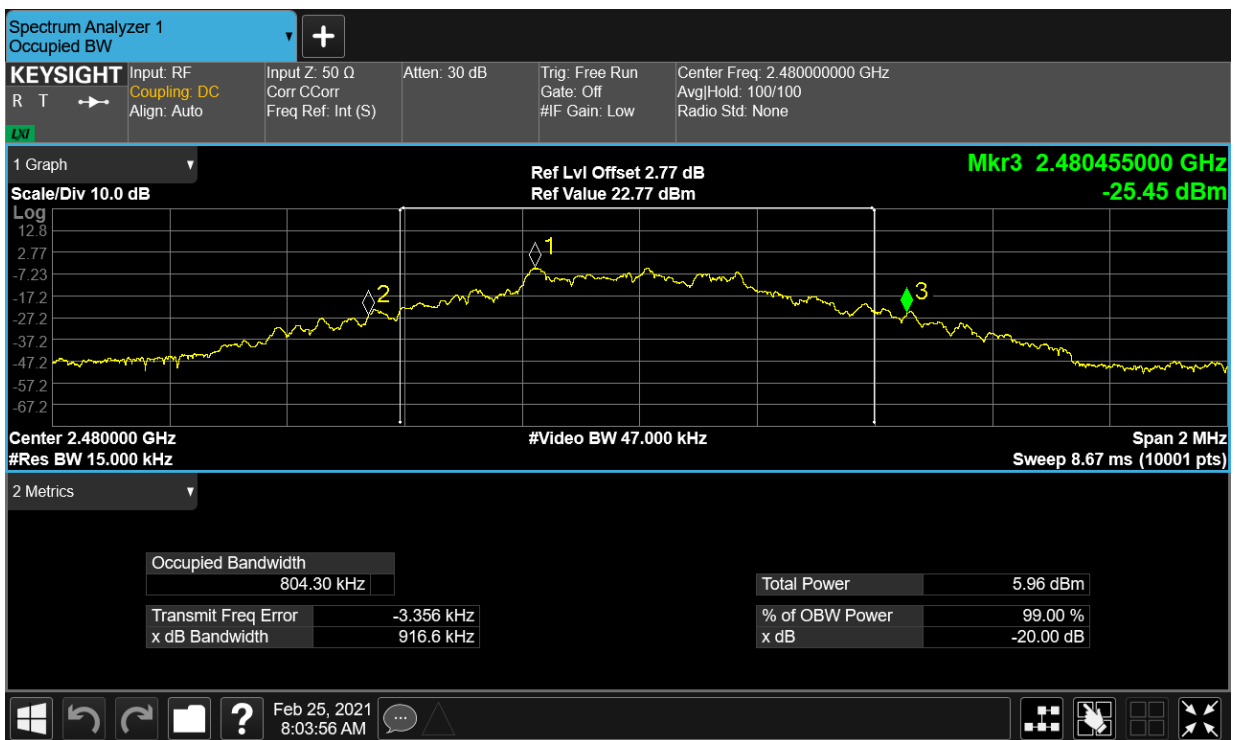 Spectrum Analyzer 1
Occupied BW
KEYSIGHT
R T
LXI
Input: RF
Coupling: DC
Align: Auto
Input Z: 50 Ω
Corr CCorr
Freq Ref: Int (S)
Atten: 30 dB
Trig: Free Run
Gate: Off
#IF Gain: Low
Center Freq: 2.480000000 GHz
Avg|Hold: 100/100
Radio Std: None
1 Graph
Scale/Div 10.0 dB
Ref Lvl Offset 2.77 dB
Ref Value 22.77 dBm
Mkr3 2.480455000 GHz
-25.45 dBm
Log
12.8
2.77
-7.23
-17.2
-27.2
-37.2
-47.2
-57.2
-67.2
1
2
3
Center 2.480000 GHz
#Res BW 15.000 kHz
#Video BW 47.000 kHz
Span 2 MHz
Sweep 8.67 ms (10001 pts)
2 Metrics
Occupied Bandwidth
804.30 kHz
Transmit Freq Error -3.356 kHz
x dB Bandwidth 916.6 kHz
Total Power 5.96 dBm
% of OBW Power 99.00 %
x dB -20.00 dB
?
Feb 25, 2021
8:03:56 AM